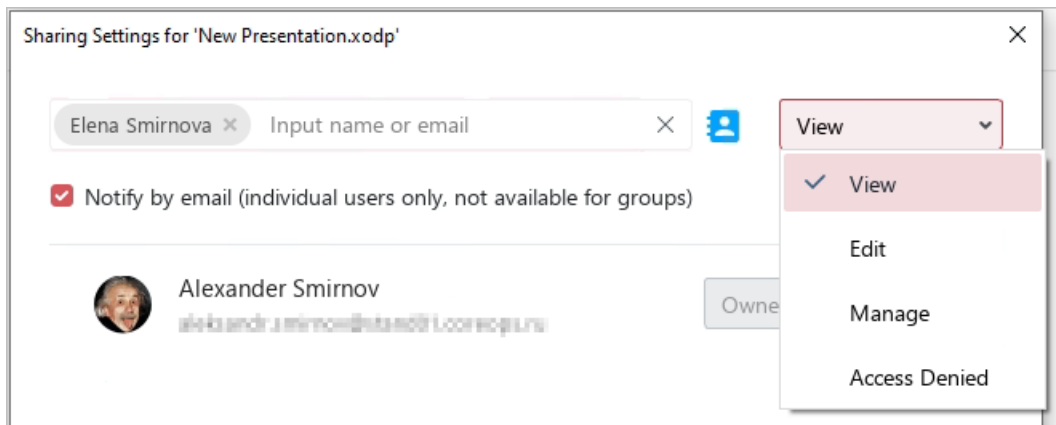 Sharing Settings for 'New Presentation.xodp'
Elena Smirnova Input name or email View
View
Notify by email (individual users only, not available for groups)
Edit
Alexander Smirnov
Manage
Access Denied